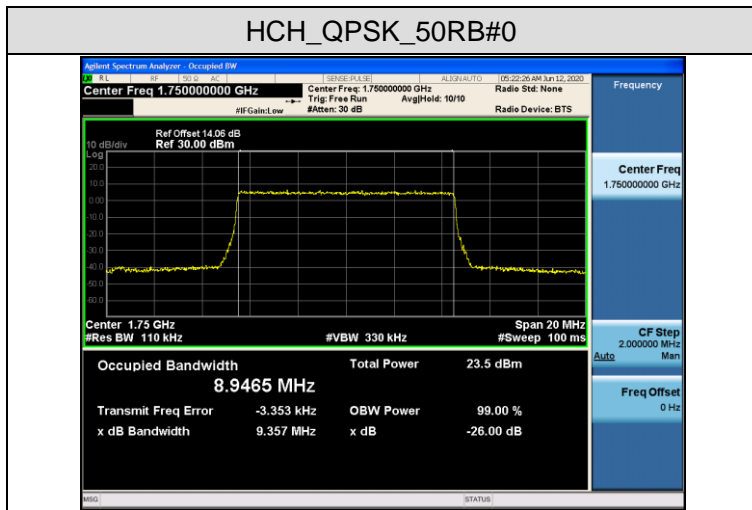 HCH_QPSK_50RB#0
Agilent Spectrum Analyzer - Occupied BW
RL RF 50 Ω AC SENSE:PULSE ALIGNAUTO 05:22:26 AM Jun 12, 2020
Center Freq 1.750000000 GHz Center Freq: 1.750000000 GHz Radio Std: None Frequency
Trig: Free Run Avg|Hold: 10/10
#IFGain:Low #Atten: 30 dB Radio Device: BTS
Ref Offset 14.06 dB
10 dB/div Ref 30.00 dBm
Log
20.0
10.0
0.00
-10.0
-20.0
-30.0
-40.0
-50.0
-60.0
Center Freq
1.750000000 GHz
Center 1.75 GHz Span 20 MHz
#Res BW 110 kHz #VBW 330 kHz #Sweep 100 ms
CF Step
2.000000 MHz
Auto Man
Occupied Bandwidth Total Power 23.5 dBm
8.9465 MHz
Transmit Freq Error -3.353 kHz OBW Power 99.00 %
x dB Bandwidth 9.357 MHz x dB -26.00 dB
Freq Offset
0 Hz
MSG STATUS